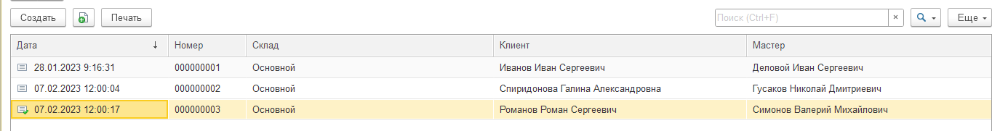 Создать Печать Поиск (Ctrl+F) × Еще
Дата ↓ Номер Склад Клиент Мастер
28.01.2023 9:16:31 000000001 Основной Иванов Иван Сергеевич Деловой Иван Сергеевич
07.02.2023 12:00:04 000000002 Основной Спиридонова Галина Александровна Гусаков Николай Дмитриевич
07.02.2023 12:00:17 000000003 Основной Романов Роман Сергеевич Симонов Валерий Михайлович